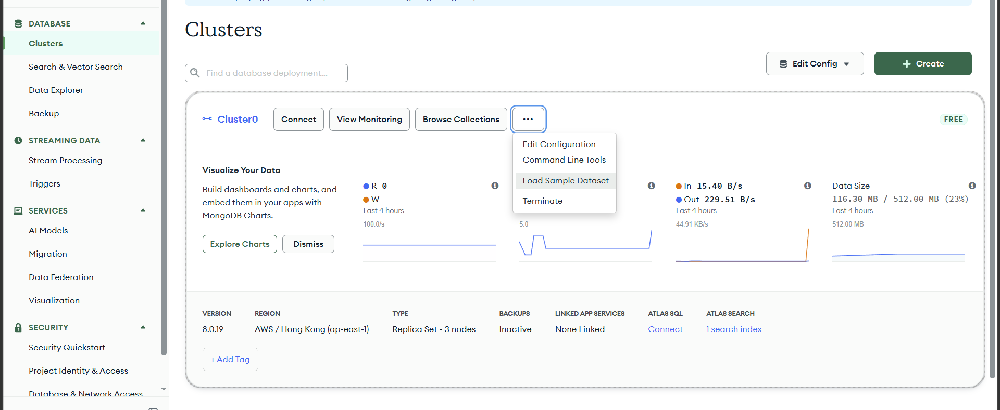 DATABASE
Clusters
Search & Vector Search
Data Explorer
Backup
STREAMING DATA
Stream Processing
Triggers
SERVICES
AI Models
Migration
Data Federation
Visualization
SECURITY
Security Quickstart
Project Identity & Access
Database & Network Access
Clusters
Find a database deployment...
Edit Config
+ Create
Cluster0
Connect
View Monitoring
Browse Collections
...
FREE
Edit Configuration
Command Line Tools
Load Sample Dataset
Terminate
Visualize Your Data
Build dashboards and charts, and
embed them in your apps with
MongoDB Charts.
Explore Charts
Dismiss
R 0
W
Last 4 hours
100.0/s
Last 4 hours
5.0
In 15.40 B/s
Out 229.51 B/s
Last 4 hours
44.91 KB/s
Data Size
116.30 MB / 512.00 MB (23%)
Last 4 hours
512.00 MB
VERSION
8.0.19
REGION
AWS / Hong Kong (ap-east-1)
TYPE
Replica Set - 3 nodes
BACKUPS
Inactive
LINKED APP SERVICES
None Linked
ATLAS SQL
Connect
ATLAS SEARCH
1 search index
+ Add Tag